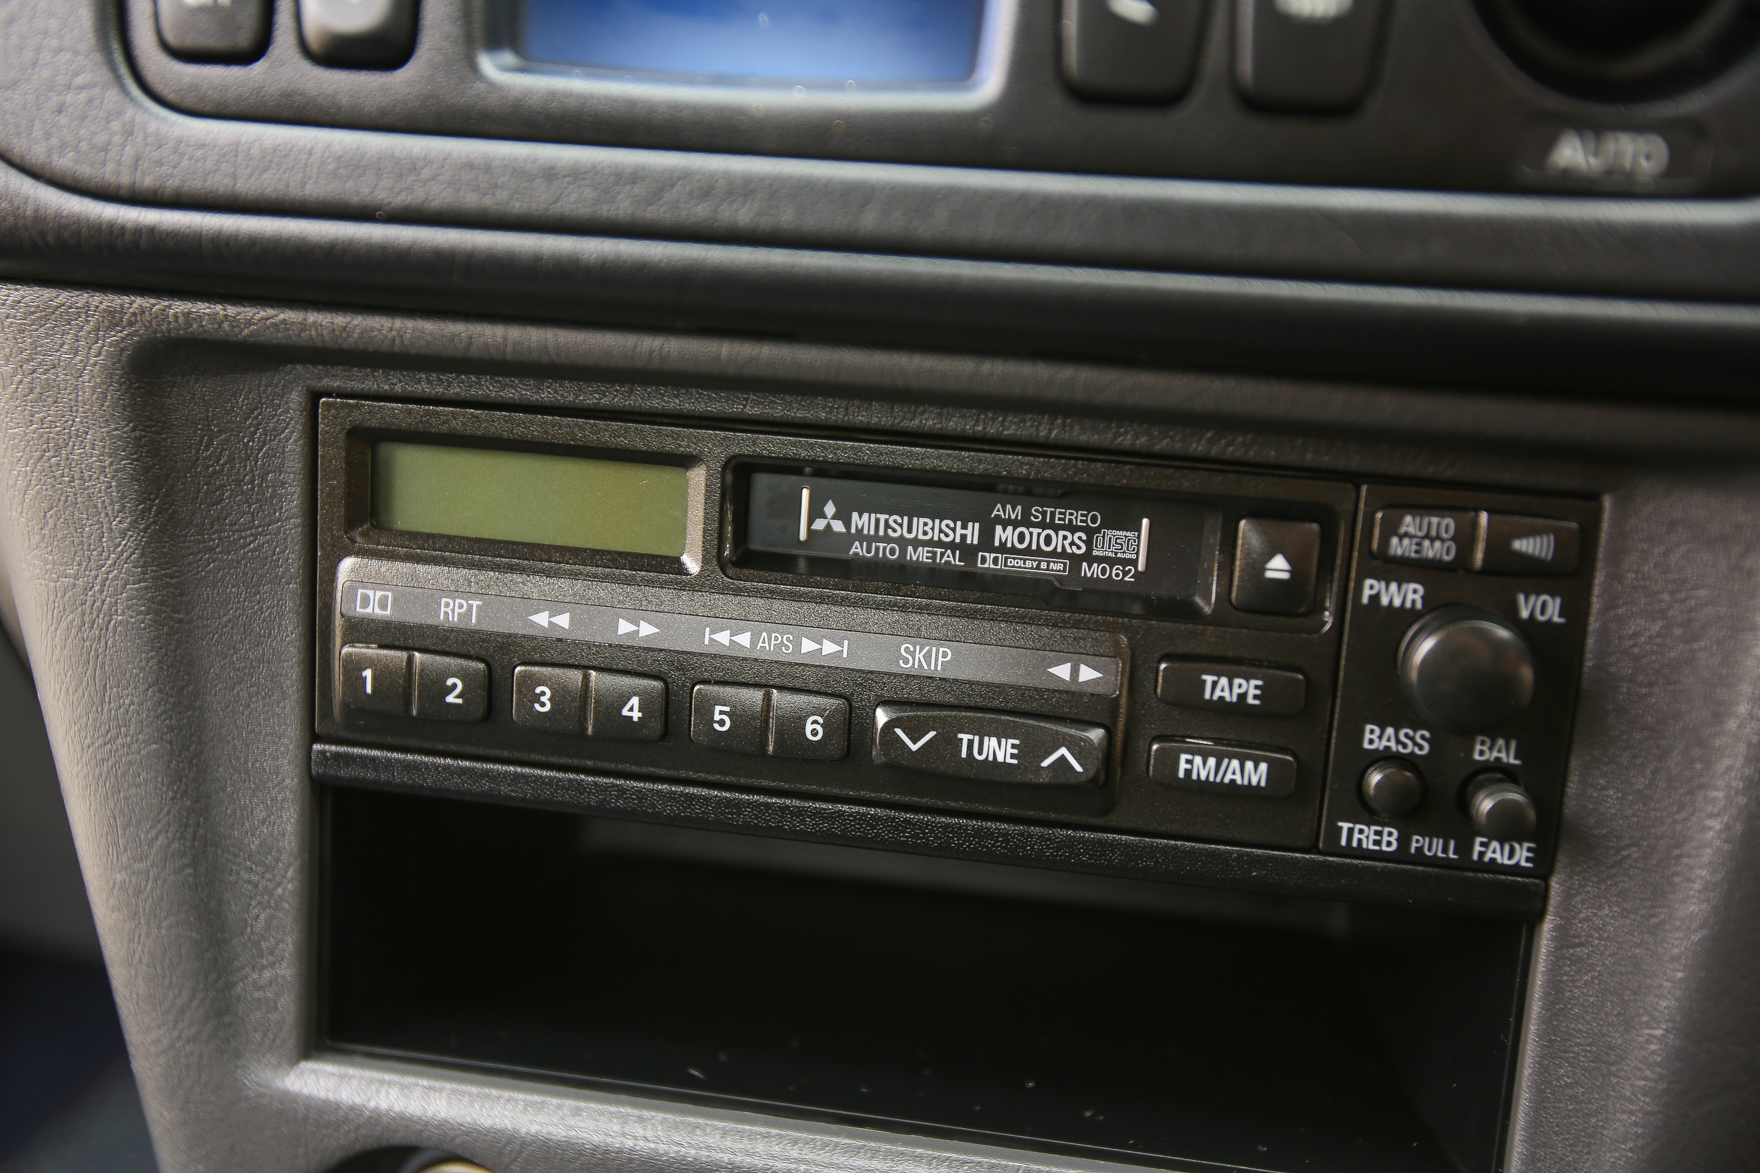 AUTO
AM STEREO
MITSUBISHI MOTORS COMPACT disc DIGITAL AUDIO
AUTO METAL DOLBY B NR M062
AUTO MEMO
PWR VOL
RPT APS SKIP
1 2 3 4 5 6
TUNE
TAPE
FM/AM
BASS BAL
TREB PULL FADE